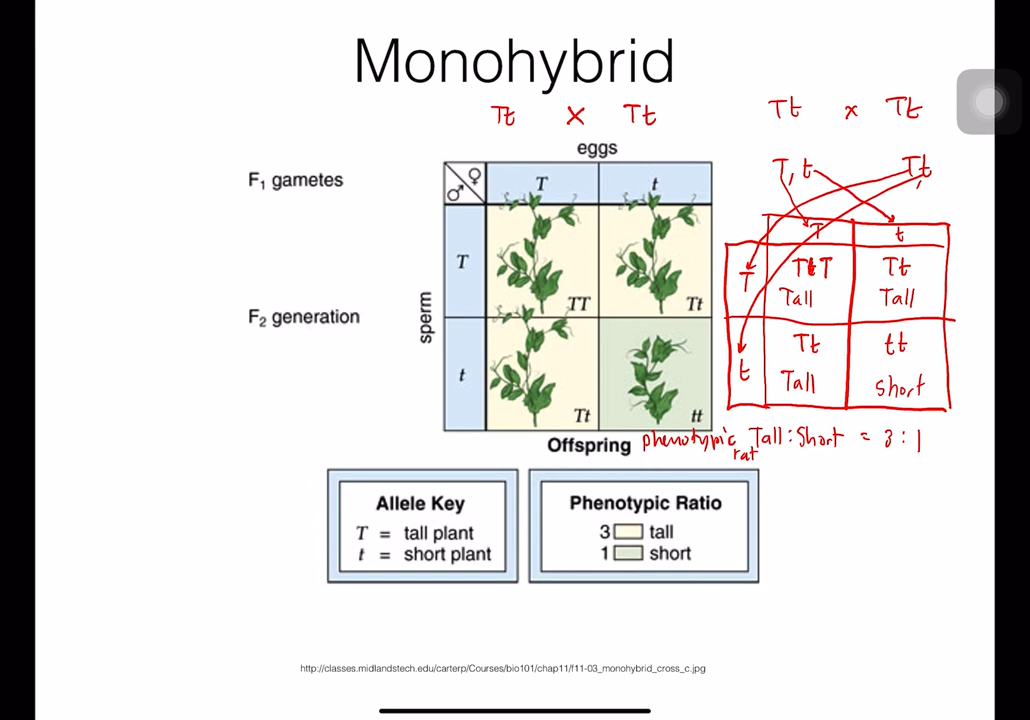 Monohybrid
Tt x Tt
Tt x Tt
eggs
F₁ gametes
♂ ♀
T t
T, t T, t
T t
sperm
T
TT Tt
T
TT Tt
Tall Tall
F₂ generation
t
Tt tt
t
Tt tt
Tall short
Offspring
phenotypic rat Tall : Short = 3 : 1
Allele Key
T = tall plant
t = short plant
Phenotypic Ratio
3 tall
1 short
http://classes.midlandstech.edu/carterp/Courses/bio101/chap11/f11-03_monohybrid_cross_c.jpg